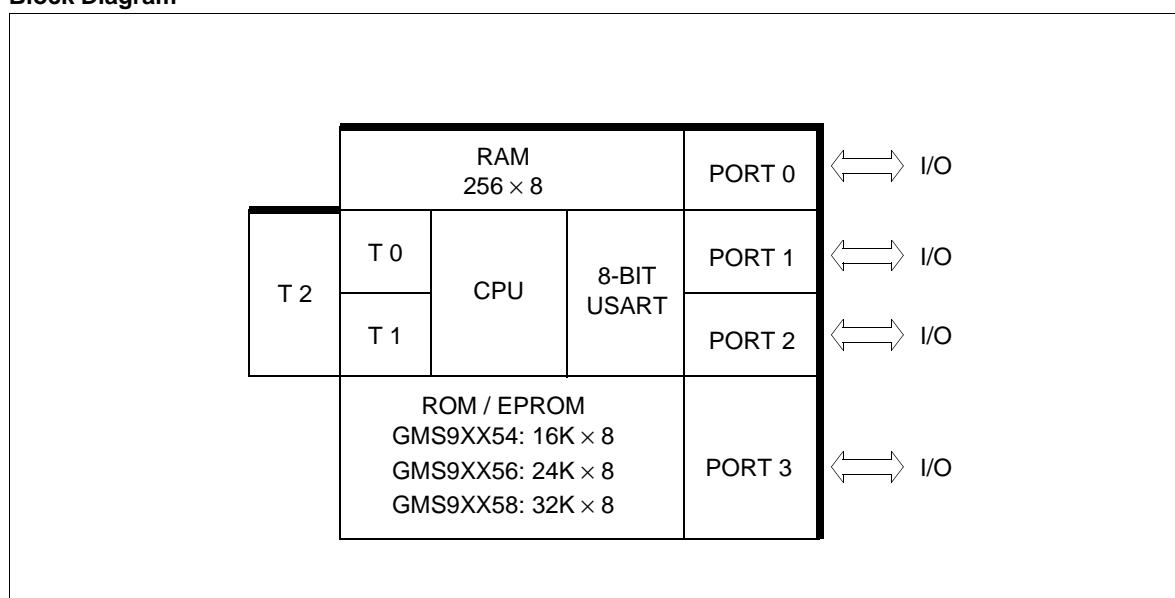 Block Diagram
RAM
256 × 8
PORT 0
I/O
T 2
T 0
T 1
CPU
8-BIT
USART
PORT 1
I/O
PORT 2
I/O
ROM / EPROM
GMS9XX54: 16K × 8
GMS9XX56: 24K × 8
GMS9XX58: 32K × 8
PORT 3
I/O